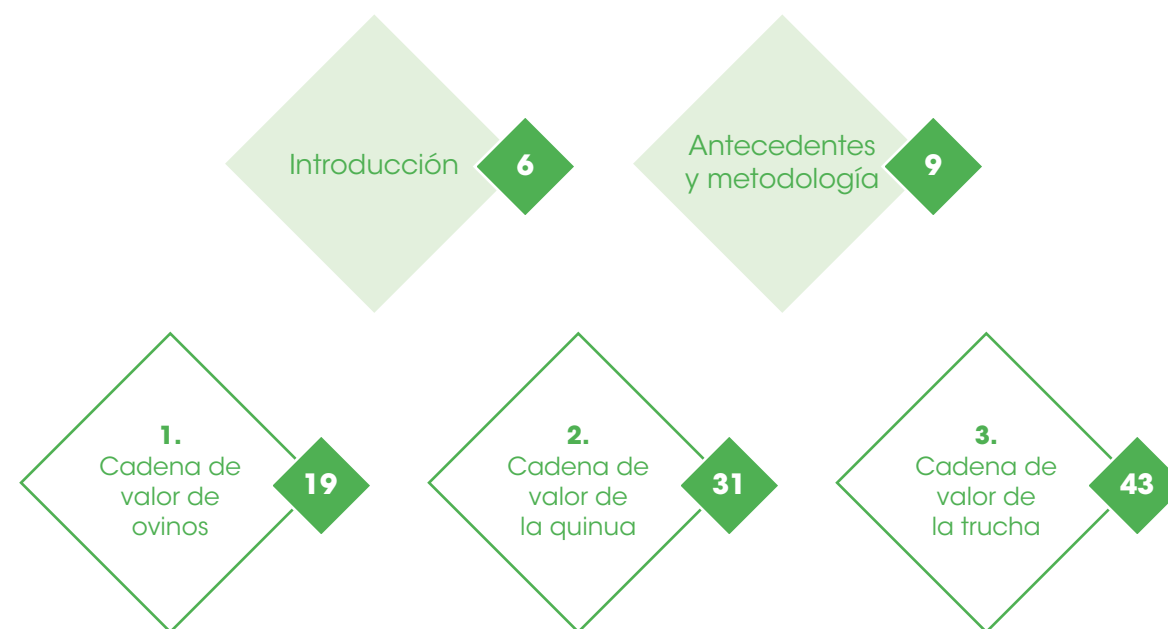 Introducción
6
Antecedentes
y metodología
9
1.
Cadena de
valor de
ovinos
19
2.
Cadena de
valor de
la quinua
31
3.
Cadena de
valor de
la trucha
43